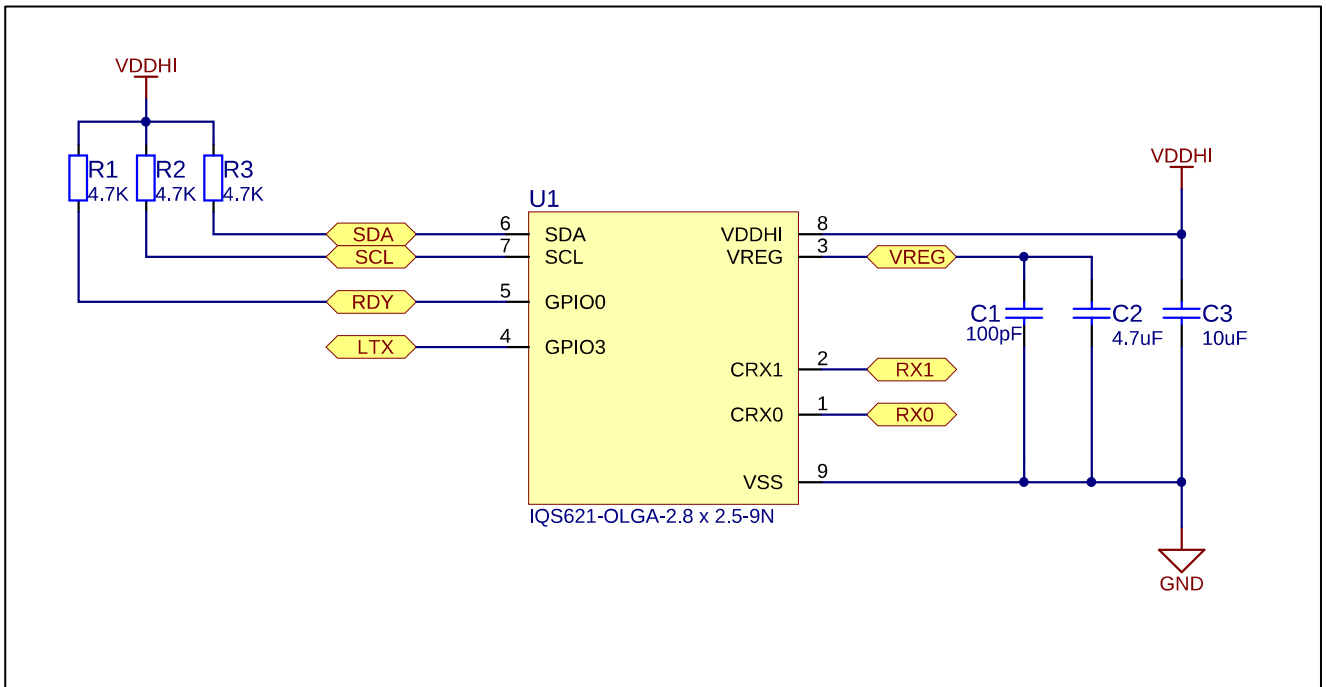 VDDHI
R1
4.7K
R2
4.7K
R3
4.7K
SDA
SCL
RDY
LTX
6
7
5
4
U1
SDA
SCL
GPIO0
GPIO3
VDDHI
VREG
CRX1
CRX0
VSS
IQS621-OLGA-2.8 x 2.5-9N
8
3
2
1
9
VREG
RX1
RX0
VDDHI
C1
100pF
C2
4.7uF
C3
10uF
GND